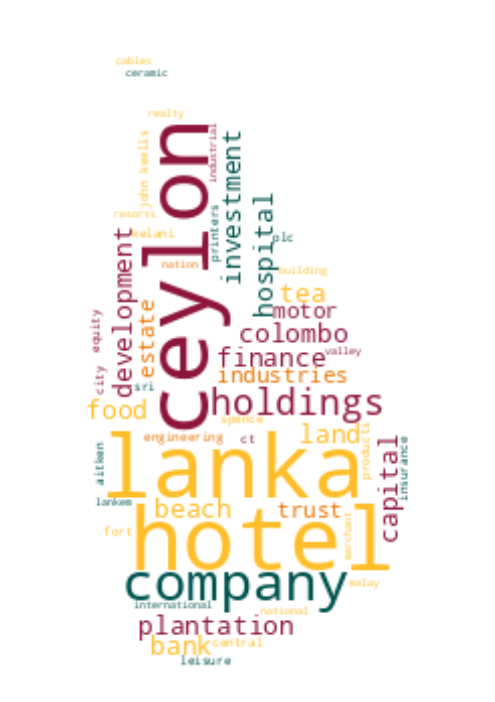 cables
ceramic
realty
industrial
ceylon
john keells
investment
resorts
printers
hospital
kelani
plc
development
nation
building
tea
estate
motor
equity
colombo
finance
valley
city
sri
industries
holdings
food
spence
land
engineering
ct
products
lanka
capital
insurance
aitken
lankem
beach
trust
hotel
merchant
fort
company
malay
international
national
plantation
bank
central
leisure